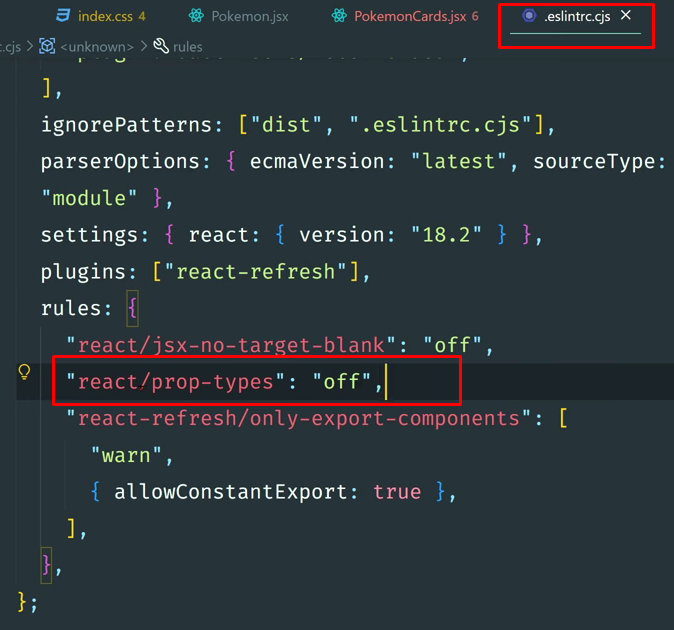 index.css 4 Pokemon.jsx PokemonCards.jsx 6 .eslintrc.cjs ×
.cjs > <unknown> > rules
],
ignorePatterns: ["dist", ".eslintrc.cjs"],
parserOptions: { ecmaVersion: "latest", sourceType:
"module" },
settings: { react: { version: "18.2" } },
plugins: ["react-refresh"],
rules: {
"react/jsx-no-target-blank": "off",
"react/prop-types": "off",
"react-refresh/only-export-components": [
"warn",
{ allowConstantExport: true },
],
},
};